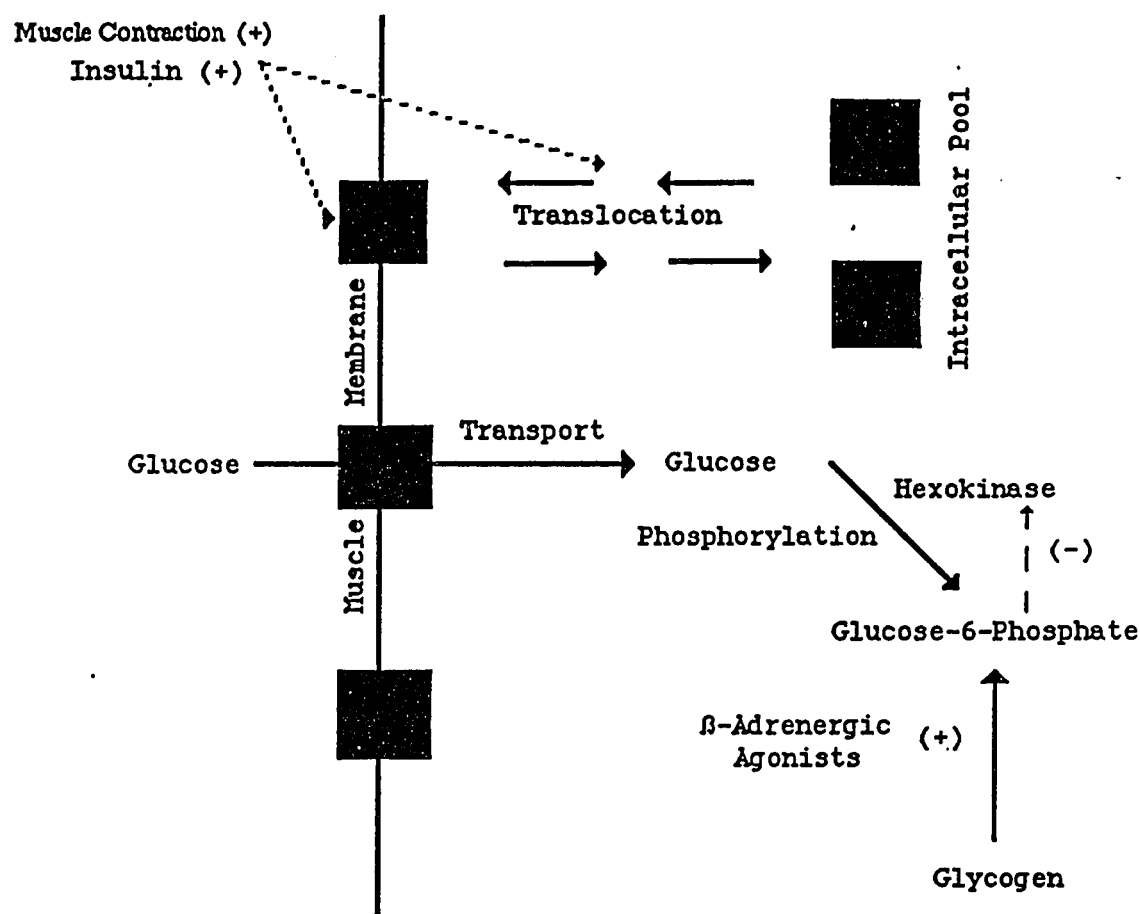 Muscle Contraction (+)
Insulin (+)
Intracellular Pool
Translocation
Membrane
Transport
Glucose
Glucose
Hexokinase
Phosphorylation
(-)
Muscle
Glucose-6-Phosphate
ß-Adrenergic
Agonists
(+)
Glycogen